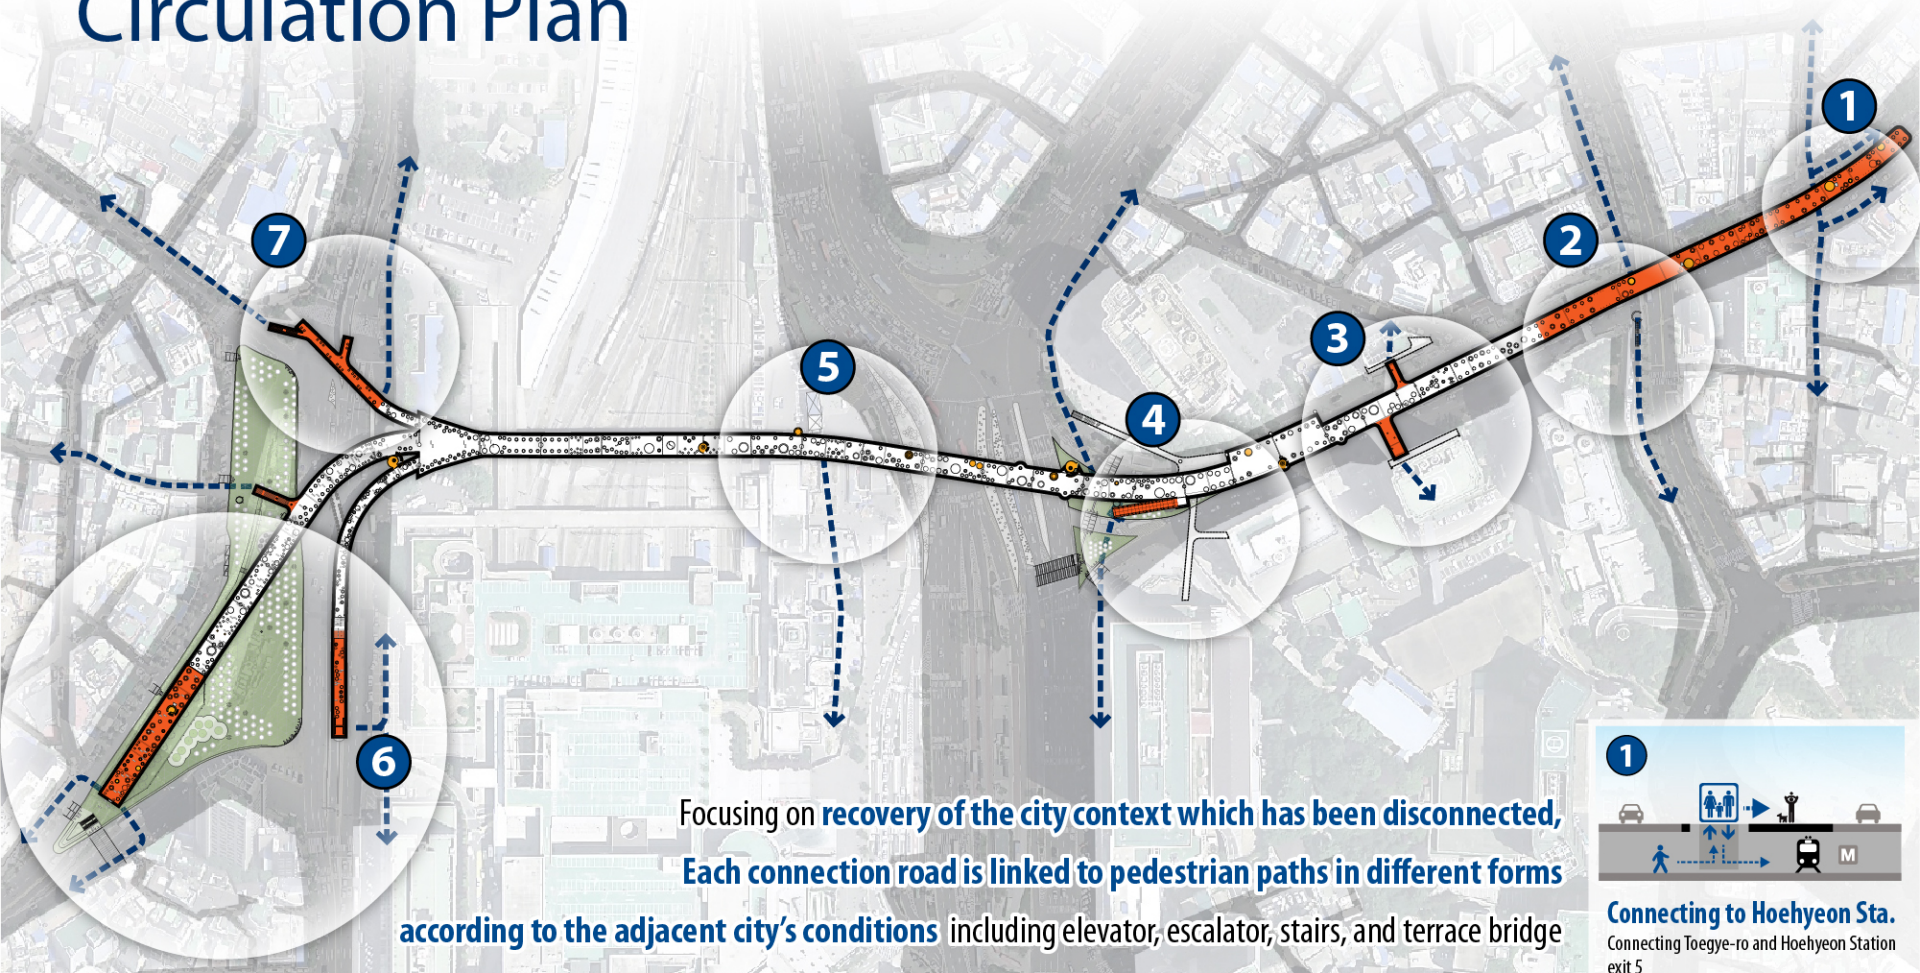 Circulation Plan
1
2
3
4
5
6
7
Focusing on recovery of the city context which has been disconnected,
Each connection road is linked to pedestrian paths in different forms
according to the adjacent city's conditions including elevator, escalator, stairs, and terrace bridge
1
M
Connecting to Hoehyeon Sta.
Connecting Toegye-ro and Hoehyeon Station
exit 5